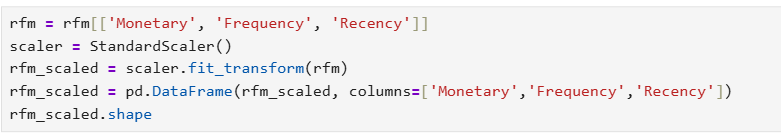 rfm = rfm[['Monetary', 'Frequency', 'Recency']]
scaler = StandardScaler()
rfm_scaled = scaler.fit_transform(rfm)
rfm_scaled = pd.DataFrame(rfm_scaled, columns=['Monetary','Frequency','Recency'])
rfm_scaled.shape